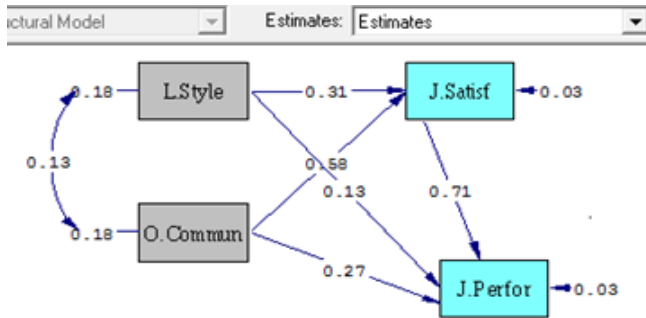 uctural Model Estimates: Estimates
0.18 L.Style 0.31 J.Satisf 0.03
0.13 0.58 0.13 0.71
0.18 O.Commun
0.27 J.Perfor 0.03